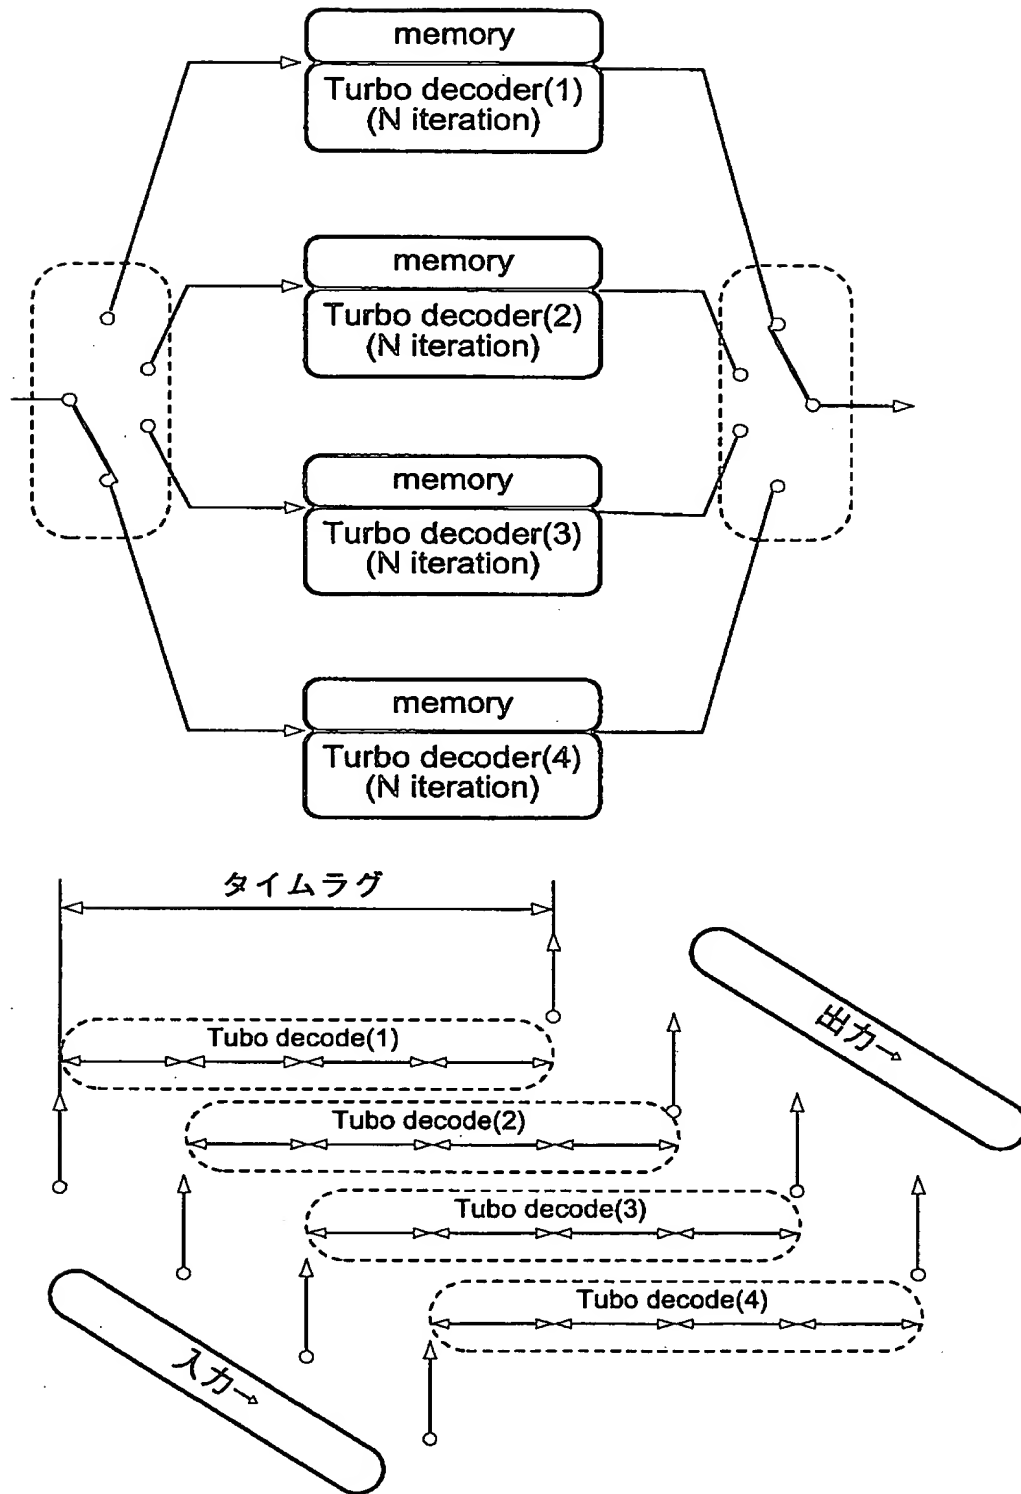 memory
Turbo decoder(1)
(N iteration)
memory
Turbo decoder(2)
(N iteration)
memory
Turbo decoder(3)
(N iteration)
memory
Turbo decoder(4)
(N iteration)
タイムラグ
Tubo decode(1)
出力→
Tubo decode(2)
Tubo decode(3)
Tubo decode(4)
入力→